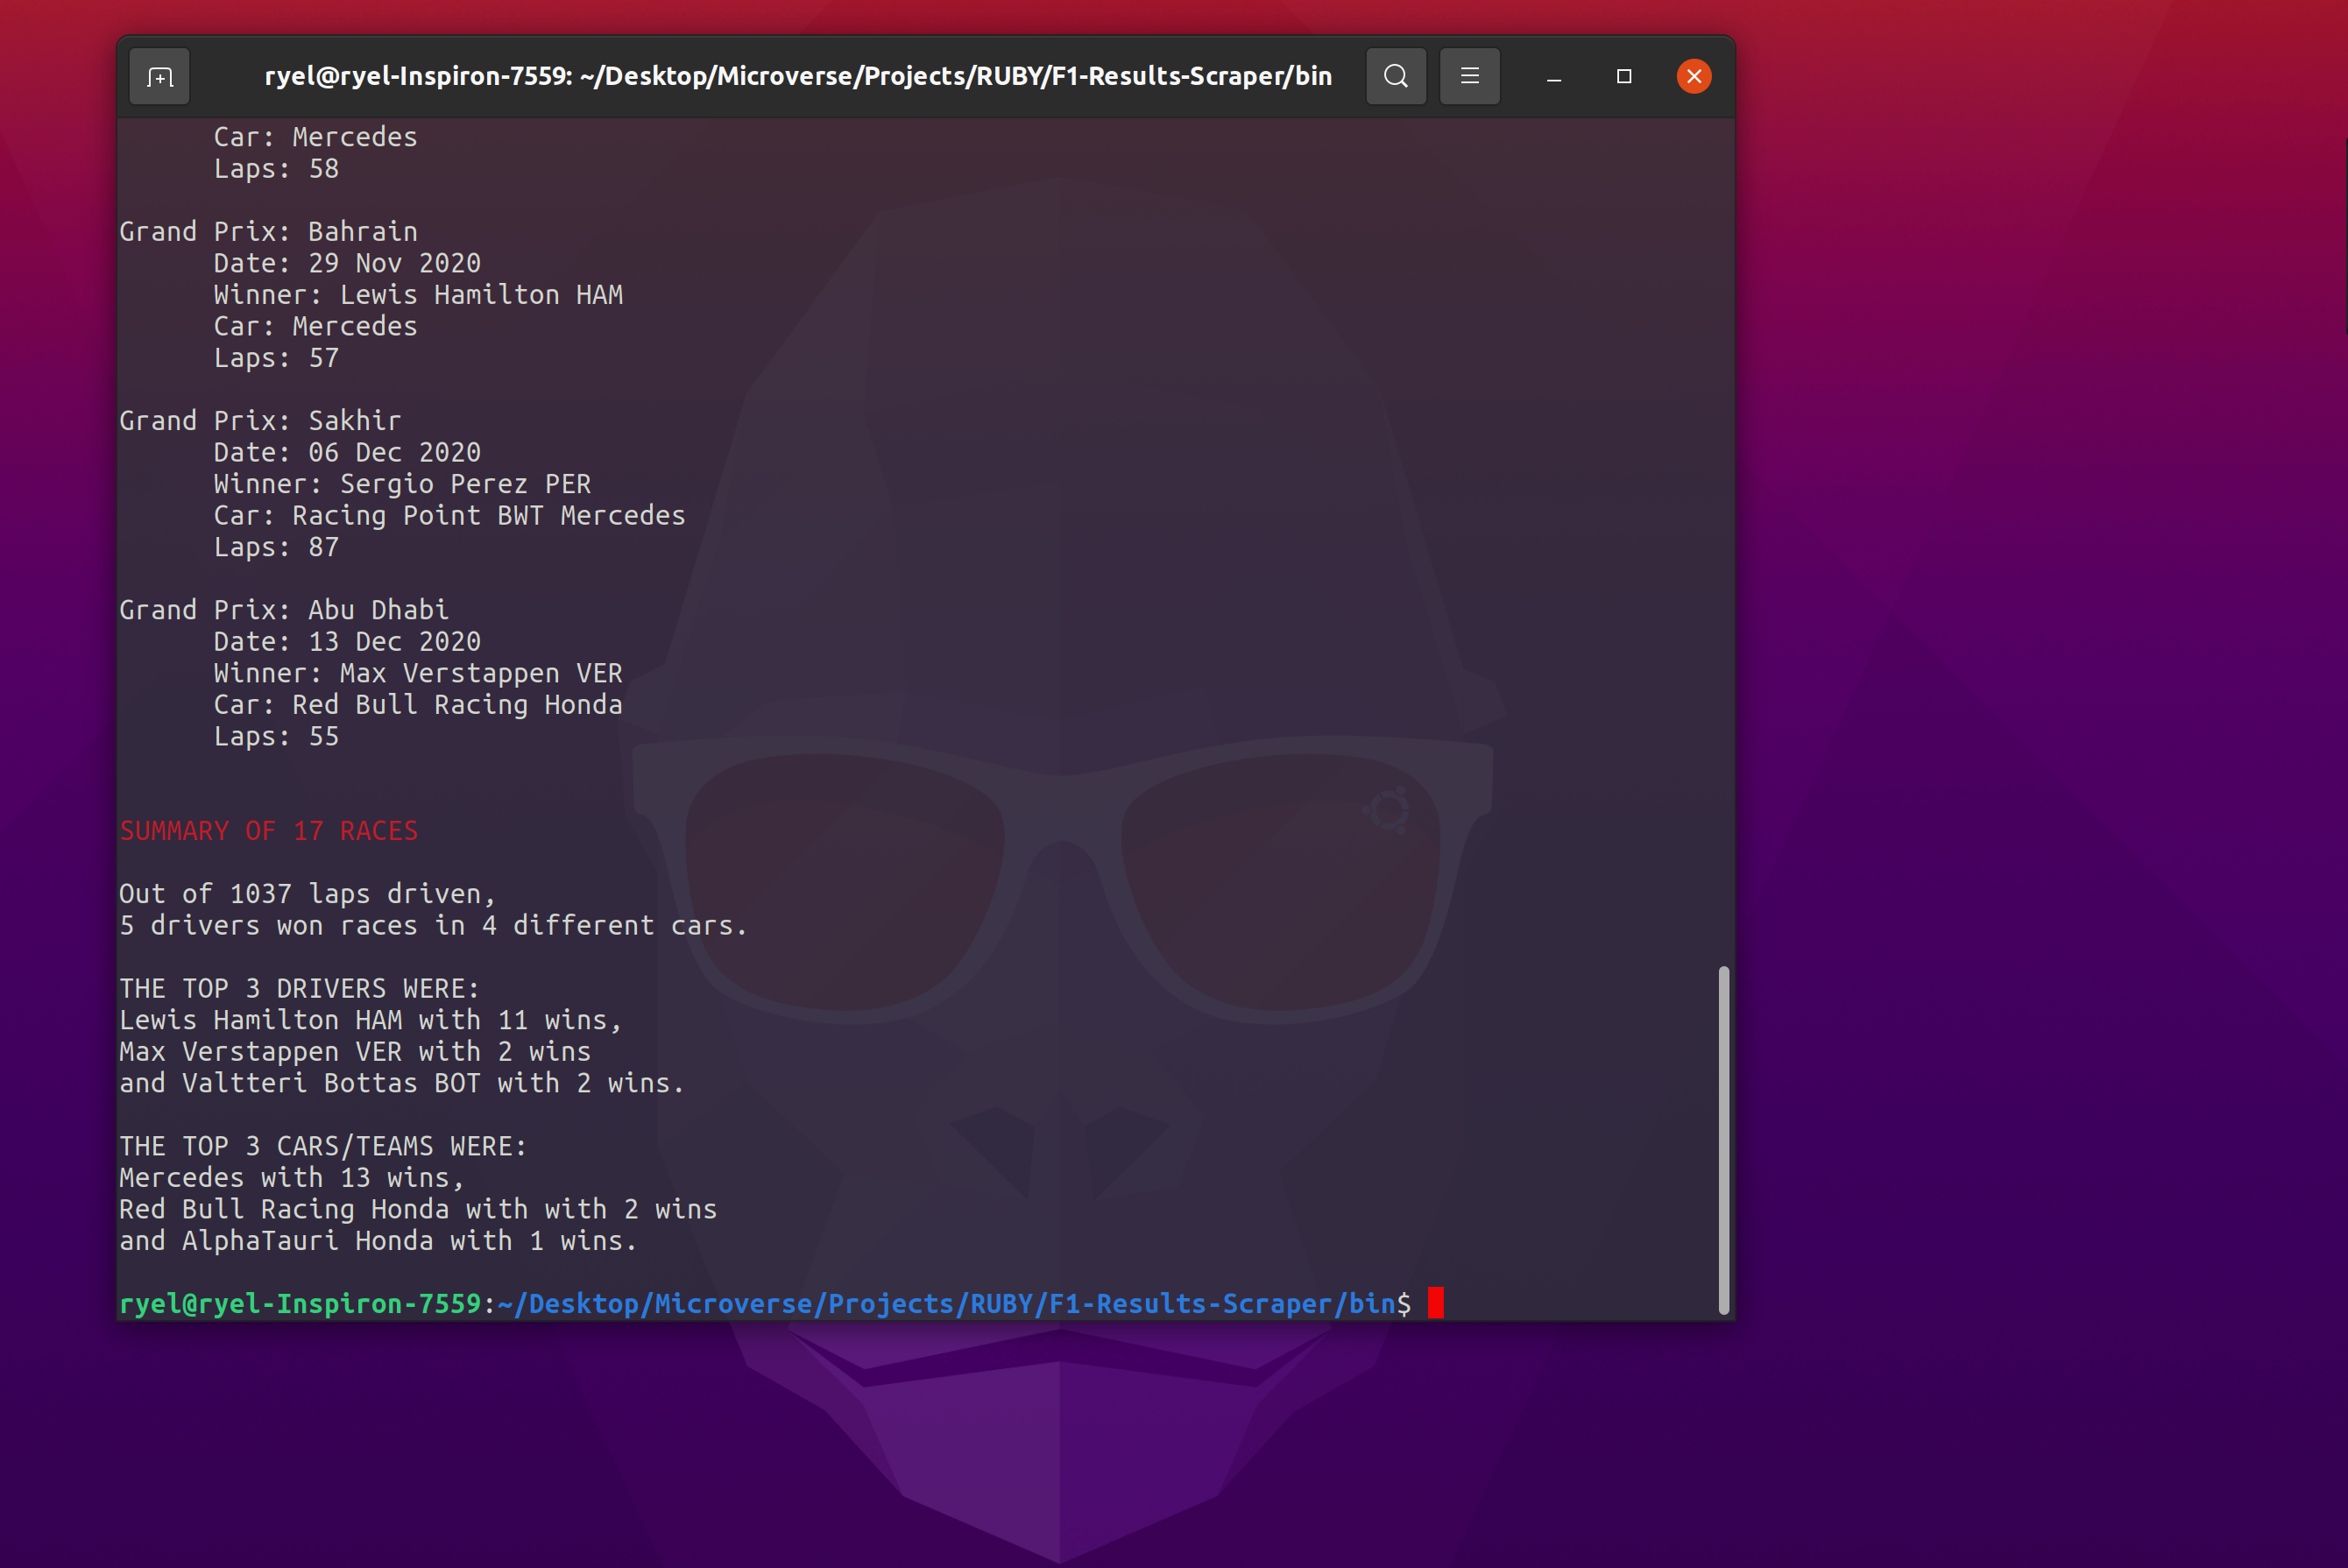 ryel@ryel-Inspiron-7559: ~/Desktop/Microverse/Projects/RUBY/F1-Results-Scraper/bin
Car: Mercedes
Laps: 58
Grand Prix: Bahrain
Date: 29 Nov 2020
Winner: Lewis Hamilton HAM
Car: Mercedes
Laps: 57
Grand Prix: Sakhir
Date: 06 Dec 2020
Winner: Sergio Perez PER
Car: Racing Point BWT Mercedes
Laps: 87
Grand Prix: Abu Dhabi
Date: 13 Dec 2020
Winner: Max Verstappen VER
Car: Red Bull Racing Honda
Laps: 55
SUMMARY OF 17 RACES
Out of 1037 laps driven,
5 drivers won races in 4 different cars.
THE TOP 3 DRIVERS WERE:
Lewis Hamilton HAM with 11 wins,
Max Verstappen VER with 2 wins
and Valtteri Bottas BOT with 2 wins.
THE TOP 3 CARS/TEAMS WERE:
Mercedes with 13 wins,
Red Bull Racing Honda with with 2 wins
and AlphaTauri Honda with 1 wins.
ryel@ryel-Inspiron-7559:~/Desktop/Microverse/Projects/RUBY/F1-Results-Scraper/bin$